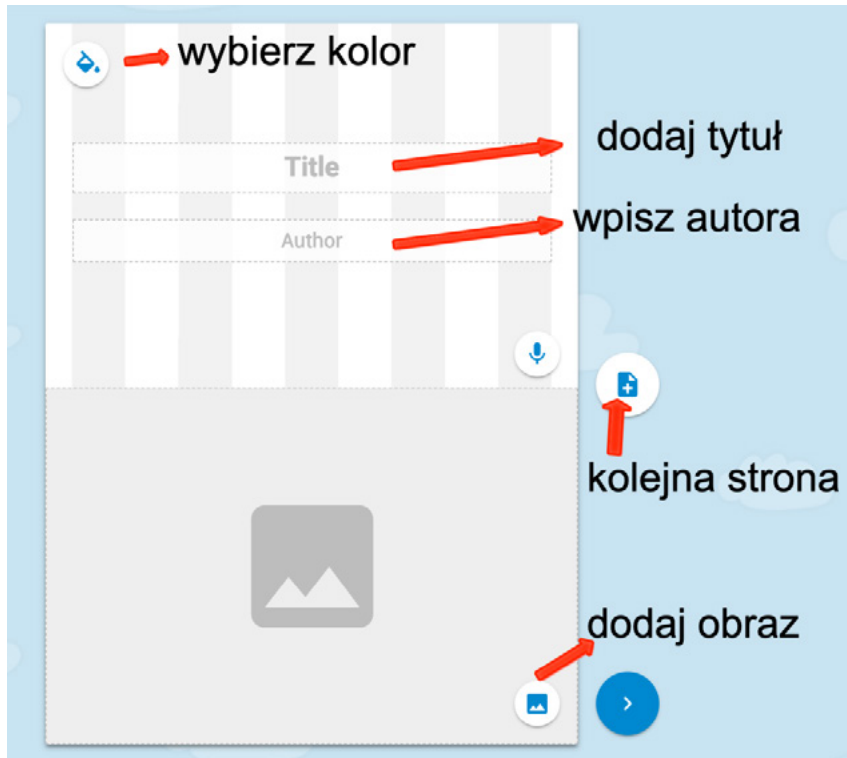 wybierz kolor
dodaj tytuł
Title
wpisz autora
Author
kolejna strona
dodaj obraz